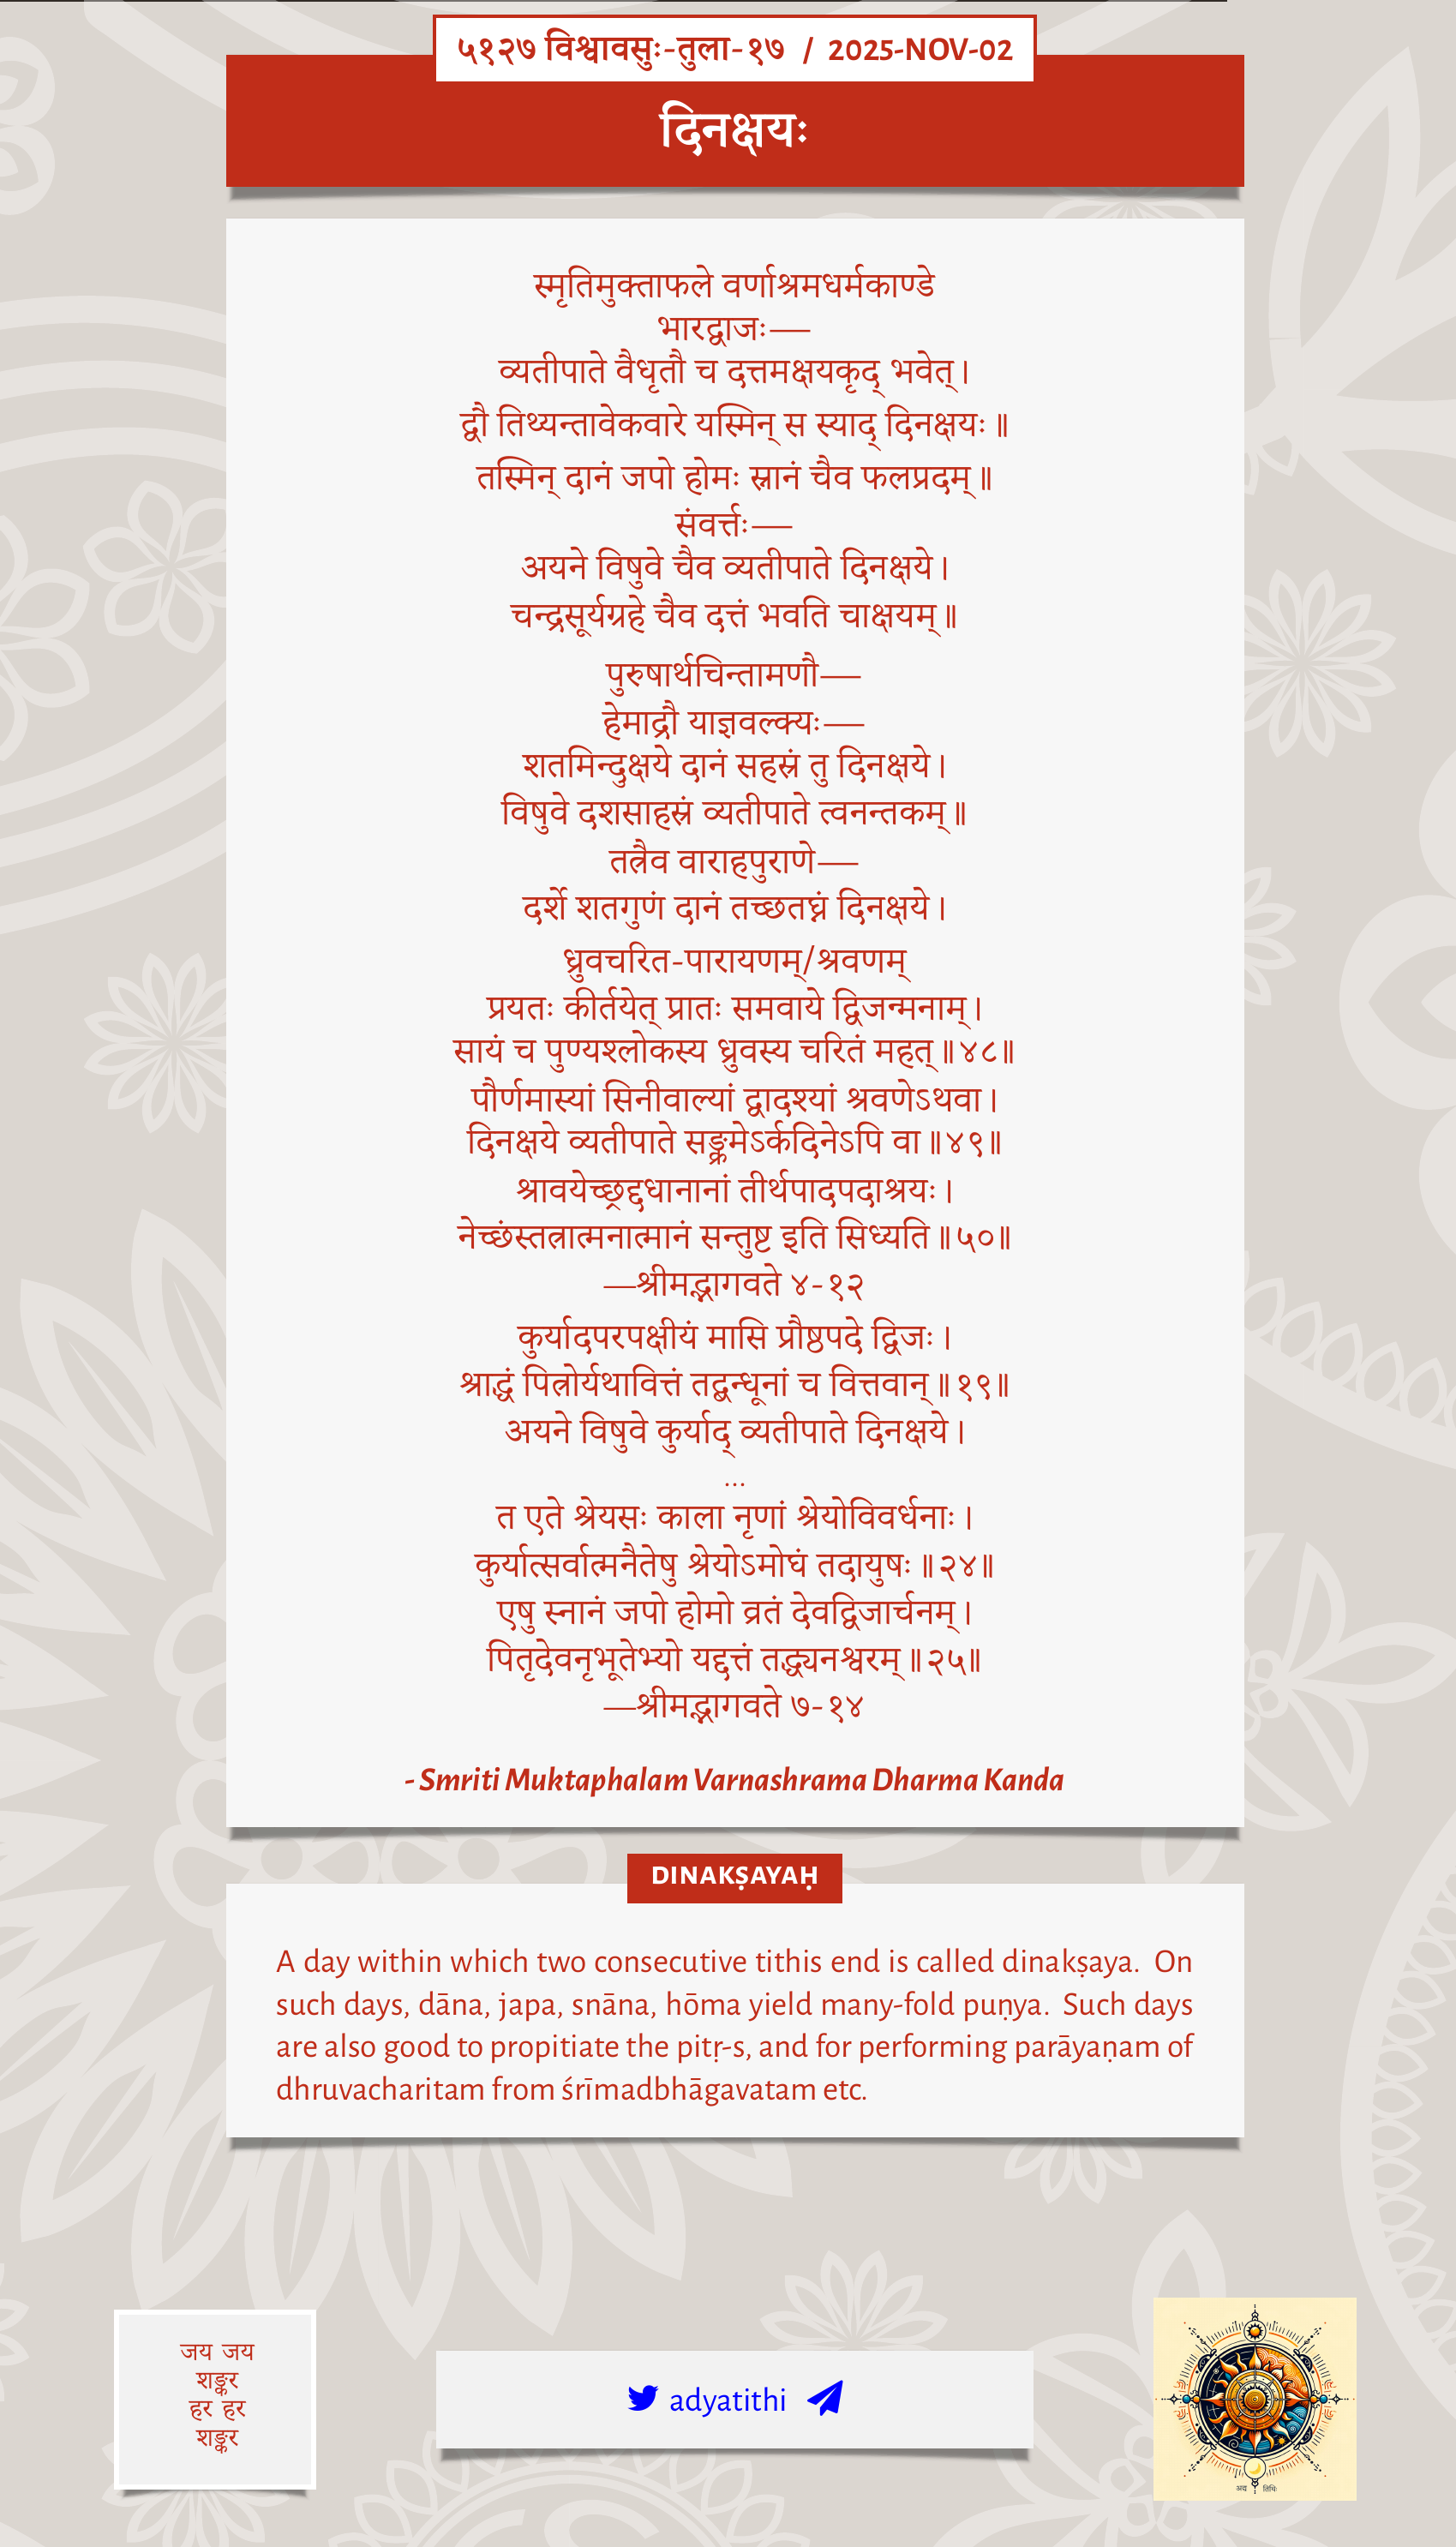 ५१२७ विश्वावसुः-तुला-१७ / 2025-NOV-02
दिनक्षयः
स्मृतिमुक्ताफले वर्णाश्रमधर्मकाण्डे
भारद्वाजः—
व्यतीपाते वैधृतौ च दत्तमक्षयकृद् भवेत्।
द्वौ तिथ्यन्तावेकवारे यस्मिन् स स्याद् दिनक्षयः॥
तस्मिन् दानं जपो होमः स्नानं चैव फलप्रदम्॥
संवर्त्तः—
अयने विषुवे चैव व्यतीपाते दिनक्षये।
चन्द्रसूर्यग्रहे चैव दत्तं भवति चाक्षयम्॥
पुरुषार्थचिन्तामणौ—
हेमाद्रौ याज्ञवल्क्यः—
शतमिन्दुक्षये दानं सहस्रं तु दिनक्षये।
विषुवे दशसाहस्रं व्यतीपाते त्वनन्तकम्॥
तत्रैव वाराहपुराणे—
दर्शे शतगुणं दानं तच्छतघ्नं दिनक्षये।
ध्रुवचरित-पारायणम्/श्रवणम्
प्रयतः कीर्तयेत् प्रातः समवाये द्विजन्मनाम्।
सायं च पुण्यश्लोकस्य ध्रुवस्य चरितं महत्॥४८॥
पौर्णमास्यां सिनीवाल्यां द्वादश्यां श्रवणेऽथवा।
दिनक्षये व्यतीपाते सङ्क्रमेऽर्कदिनेऽपि वा॥४९॥
श्रावयेच्छ्रद्दधानानां तीर्थपादपदाश्रयः।
नेच्छंस्तत्रात्मनात्मानं सन्तुष्ट इति सिध्यति॥५०॥
—श्रीमद्भागवते ४-१२
कुर्यादपरपक्षीयं मासि प्रौष्ठपदे द्विजः।
श्राद्धं पित्रोर्यथावित्तं तद्बन्धूनां च वित्तवान्॥१९॥
अयने विषुवे कुर्याद् व्यतीपाते दिनक्षये।
…
त एते श्रेयसः काला नृणां श्रेयोविवर्धनाः।
कुर्यात्सर्वात्मनैतेषु श्रेयोऽमोघं तदायुषः॥२४॥
एषु स्नानं जपो होमो व्रतं देवद्विजार्चनम्।
पितृदेवनृभूतेभ्यो यद्दत्तं तद्ध्यनश्वरम्॥२५॥
—श्रीमद्भागवते ७-१४
- Smriti Muktaphalam Varnashrama Dharma Kanda
DINAKṢAYAḤ
A day within which two consecutive tithis end is called dinakṣaya. On
such days, dāna, japa, snāna, hōma yield many-fold puṇya. Such days
are also good to propitiate the pitṛ-s, and for performing parāyaṇam of
dhruvacharitam from śrīmadbhāgavatam etc.
जय जय
शङ्कर
हर हर
शङ्कर
adyatithi
अद्य तिथिः